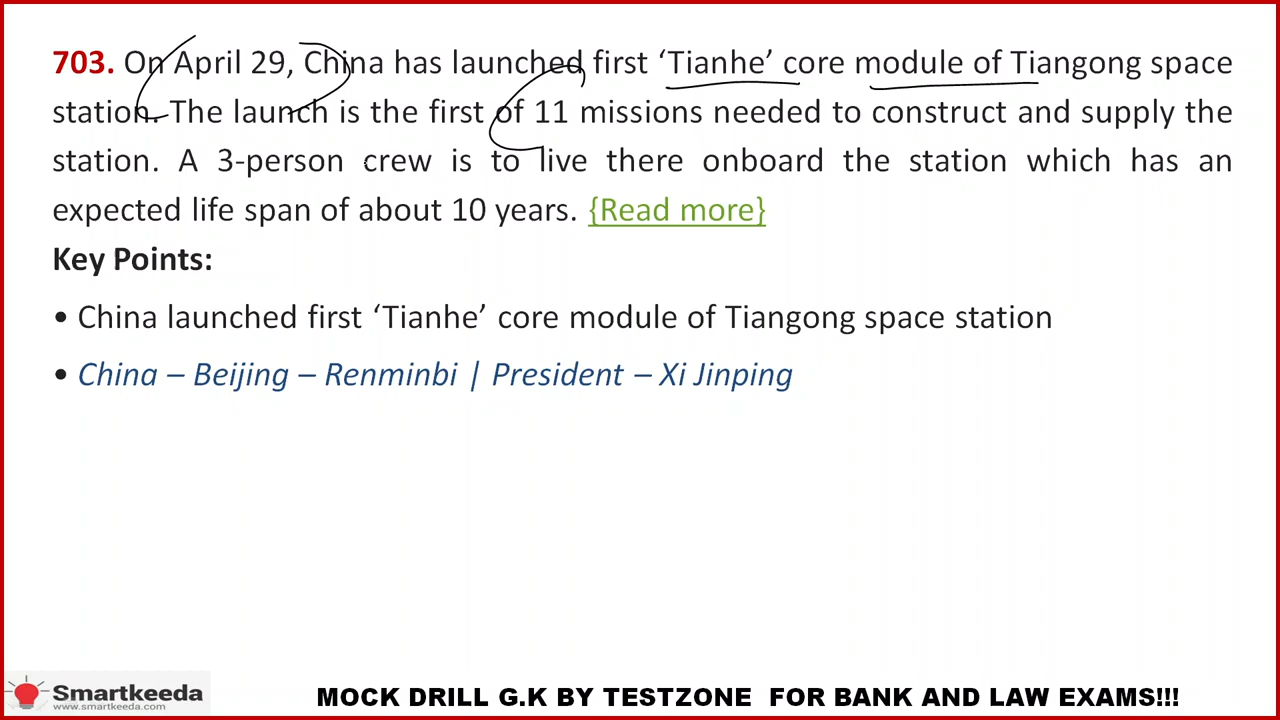 703. On April 29, China has launched first ‘Tianhe’ core module of Tiangong space
station. The launch is the first of 11 missions needed to construct and supply the
station. A 3-person crew is to live there onboard the station which has an
expected life span of about 10 years. {Read more}
Key Points:
• China launched first ‘Tianhe’ core module of Tiangong space station
• China – Beijing – Renminbi | President – Xi Jinping
Smartkeeda
www.smartkeeda.com
MOCK DRILL G.K BY TESTZONE FOR BANK AND LAW EXAMS!!!